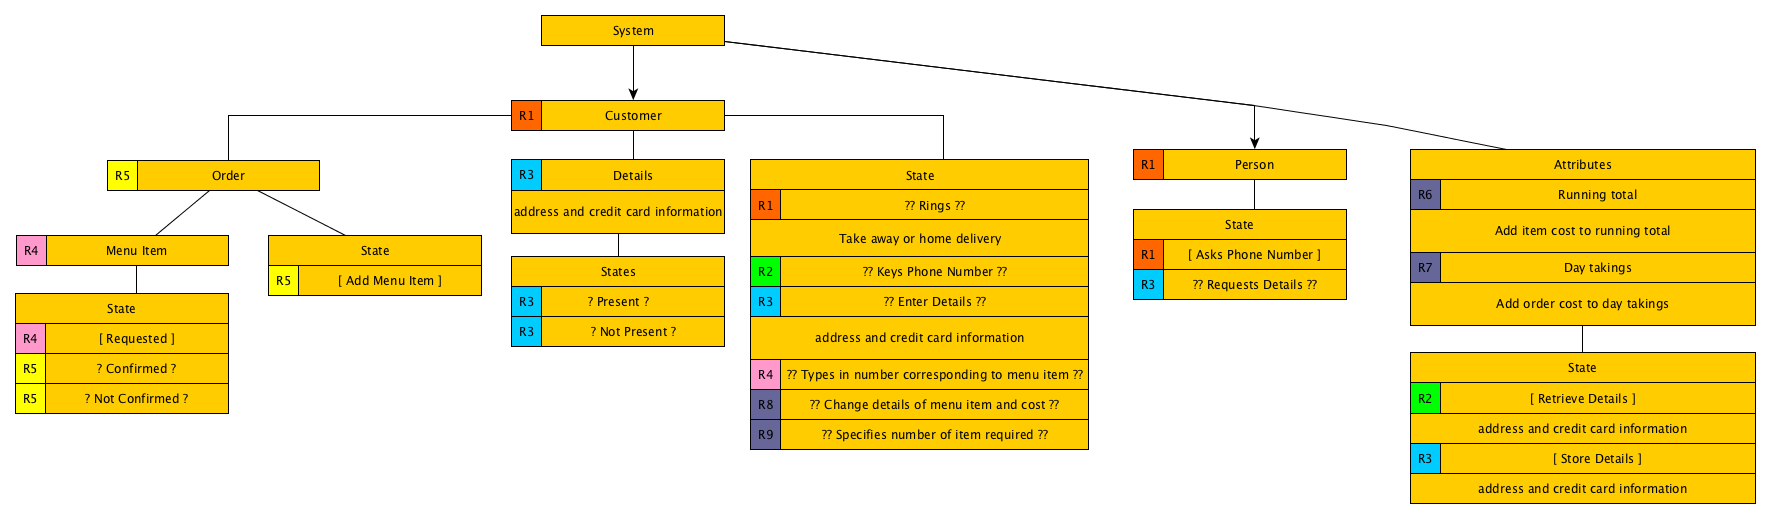 System
R1 Customer
R5 Order
R4 Menu Item
State
R4 [ Requested ]
R5 ? Confirmed ?
R5 ? Not Confirmed ?
State
R5 [ Add Menu Item ]
R3 Details
address and credit card information
States
R3 ? Present ?
R3 ? Not Present ?
State
R1 ?? Rings ??
Take away or home delivery
R2 ?? Keys Phone Number ??
R3 ?? Enter Details ??
address and credit card information
R4 ?? Types in number corresponding to menu item ??
R8 ?? Change details of menu item and cost ??
R9 ?? Specifies number of item required ??
R1 Person
State
R1 [ Asks Phone Number ]
R3 ?? Requests Details ??
Attributes
R6 Running total
Add item cost to running total
R7 Day takings
Add order cost to day takings
State
R2 [ Retrieve Details ]
address and credit card information
R3 [ Store Details ]
address and credit card information